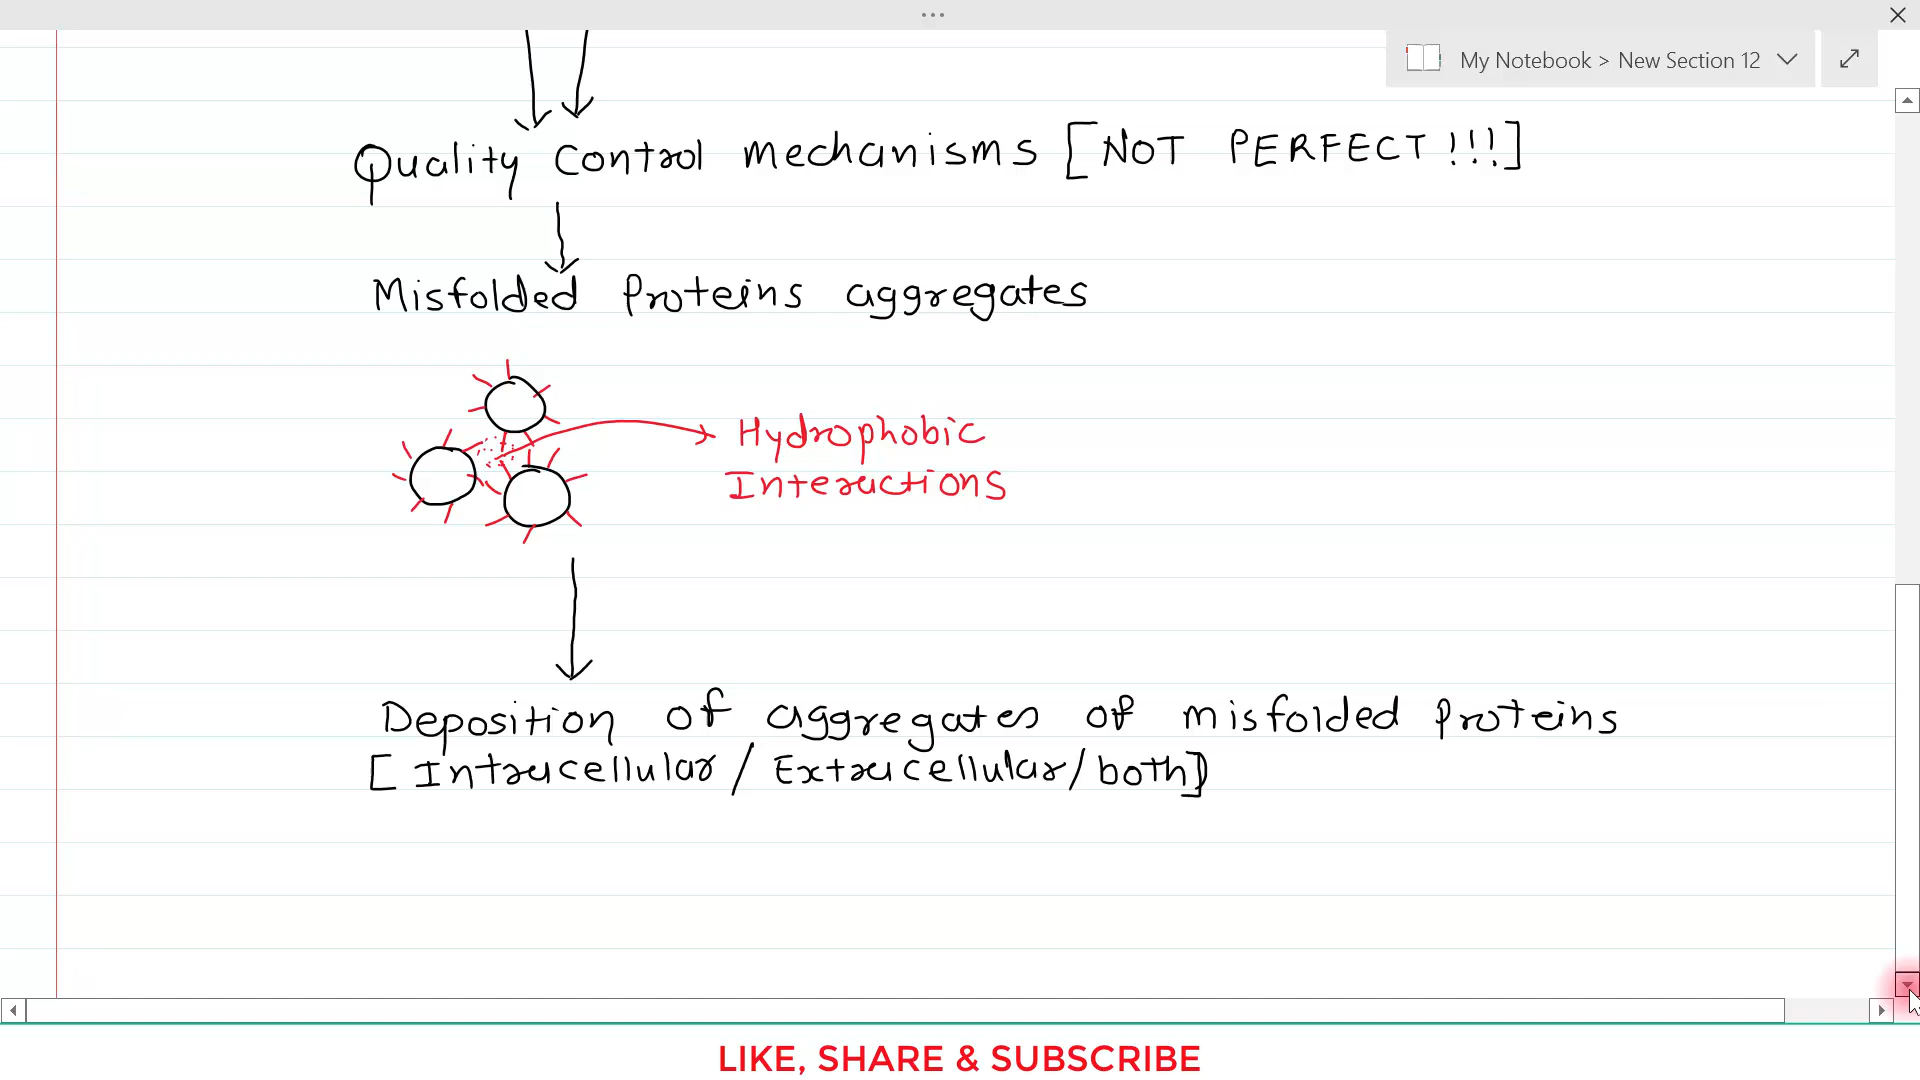 My Notebook > New Section 12
Quality Control mechanisms [NOT PERFECT!!!]
Misfolded Proteins aggregates
Hydrophobic
Interactions
Deposition of aggregates of misfolded Proteins
[Intracellular/Extracellular/both]
LIKE, SHARE & SUBSCRIBE